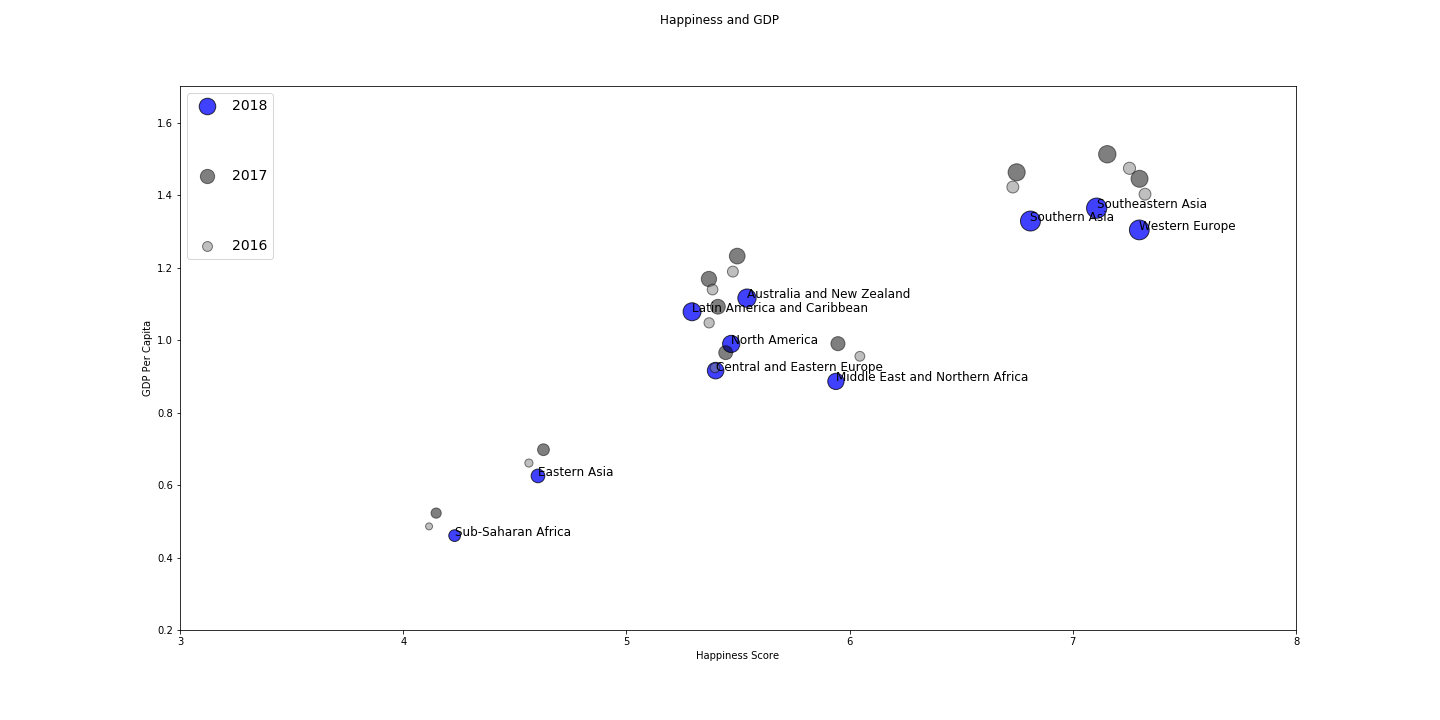 Happiness and GDP
2018
2017
2016
1.6
1.4
1.2
1.0
0.8
0.6
0.4
0.2
GDP Per Capita
Southeastern Asia
Southern Asia
Western Europe
Australia and New Zealand
Latin America and Caribbean
North America
Central and Eastern Europe
Middle East and Northern Africa
Eastern Asia
Sub-Saharan Africa
3 4 5 6 7 8
Happiness Score